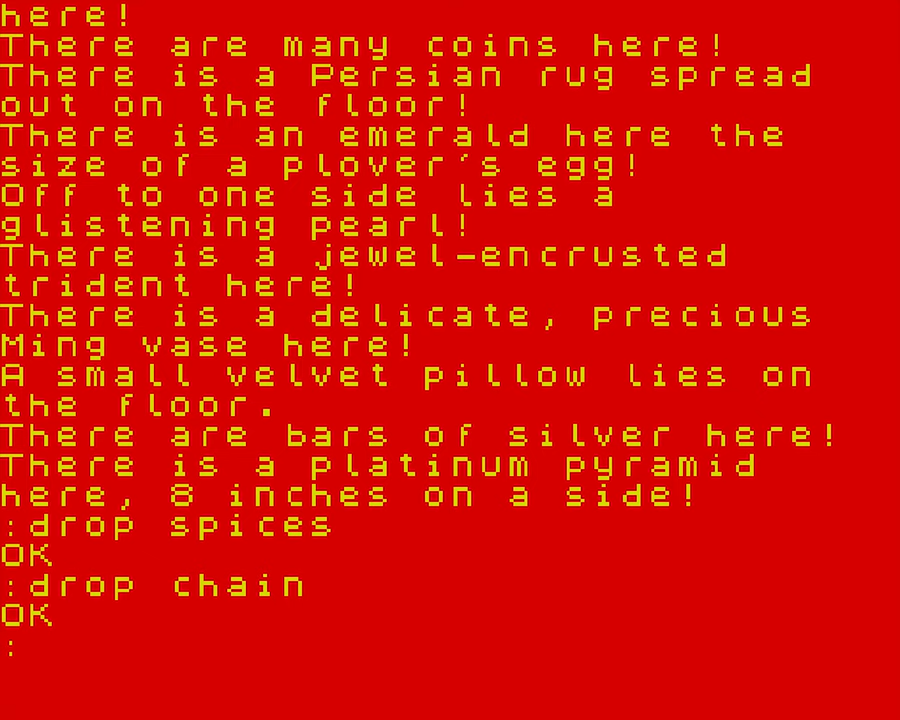 here!
There are many coins here!
There is a Persian rug spread
out on the floor!
There is an emerald here the
size of a plover's egg!
Off to one side lies a
glistening pearl!
There is a jewel-encrusted
trident here!
There is a delicate, precious
Ming vase here!
A small velvet pillow lies on
the floor.
There are bars of silver here!
There is a platinum pyramid
here, 8 inches on a side!
:drop spices
OK
:drop chain
OK
: